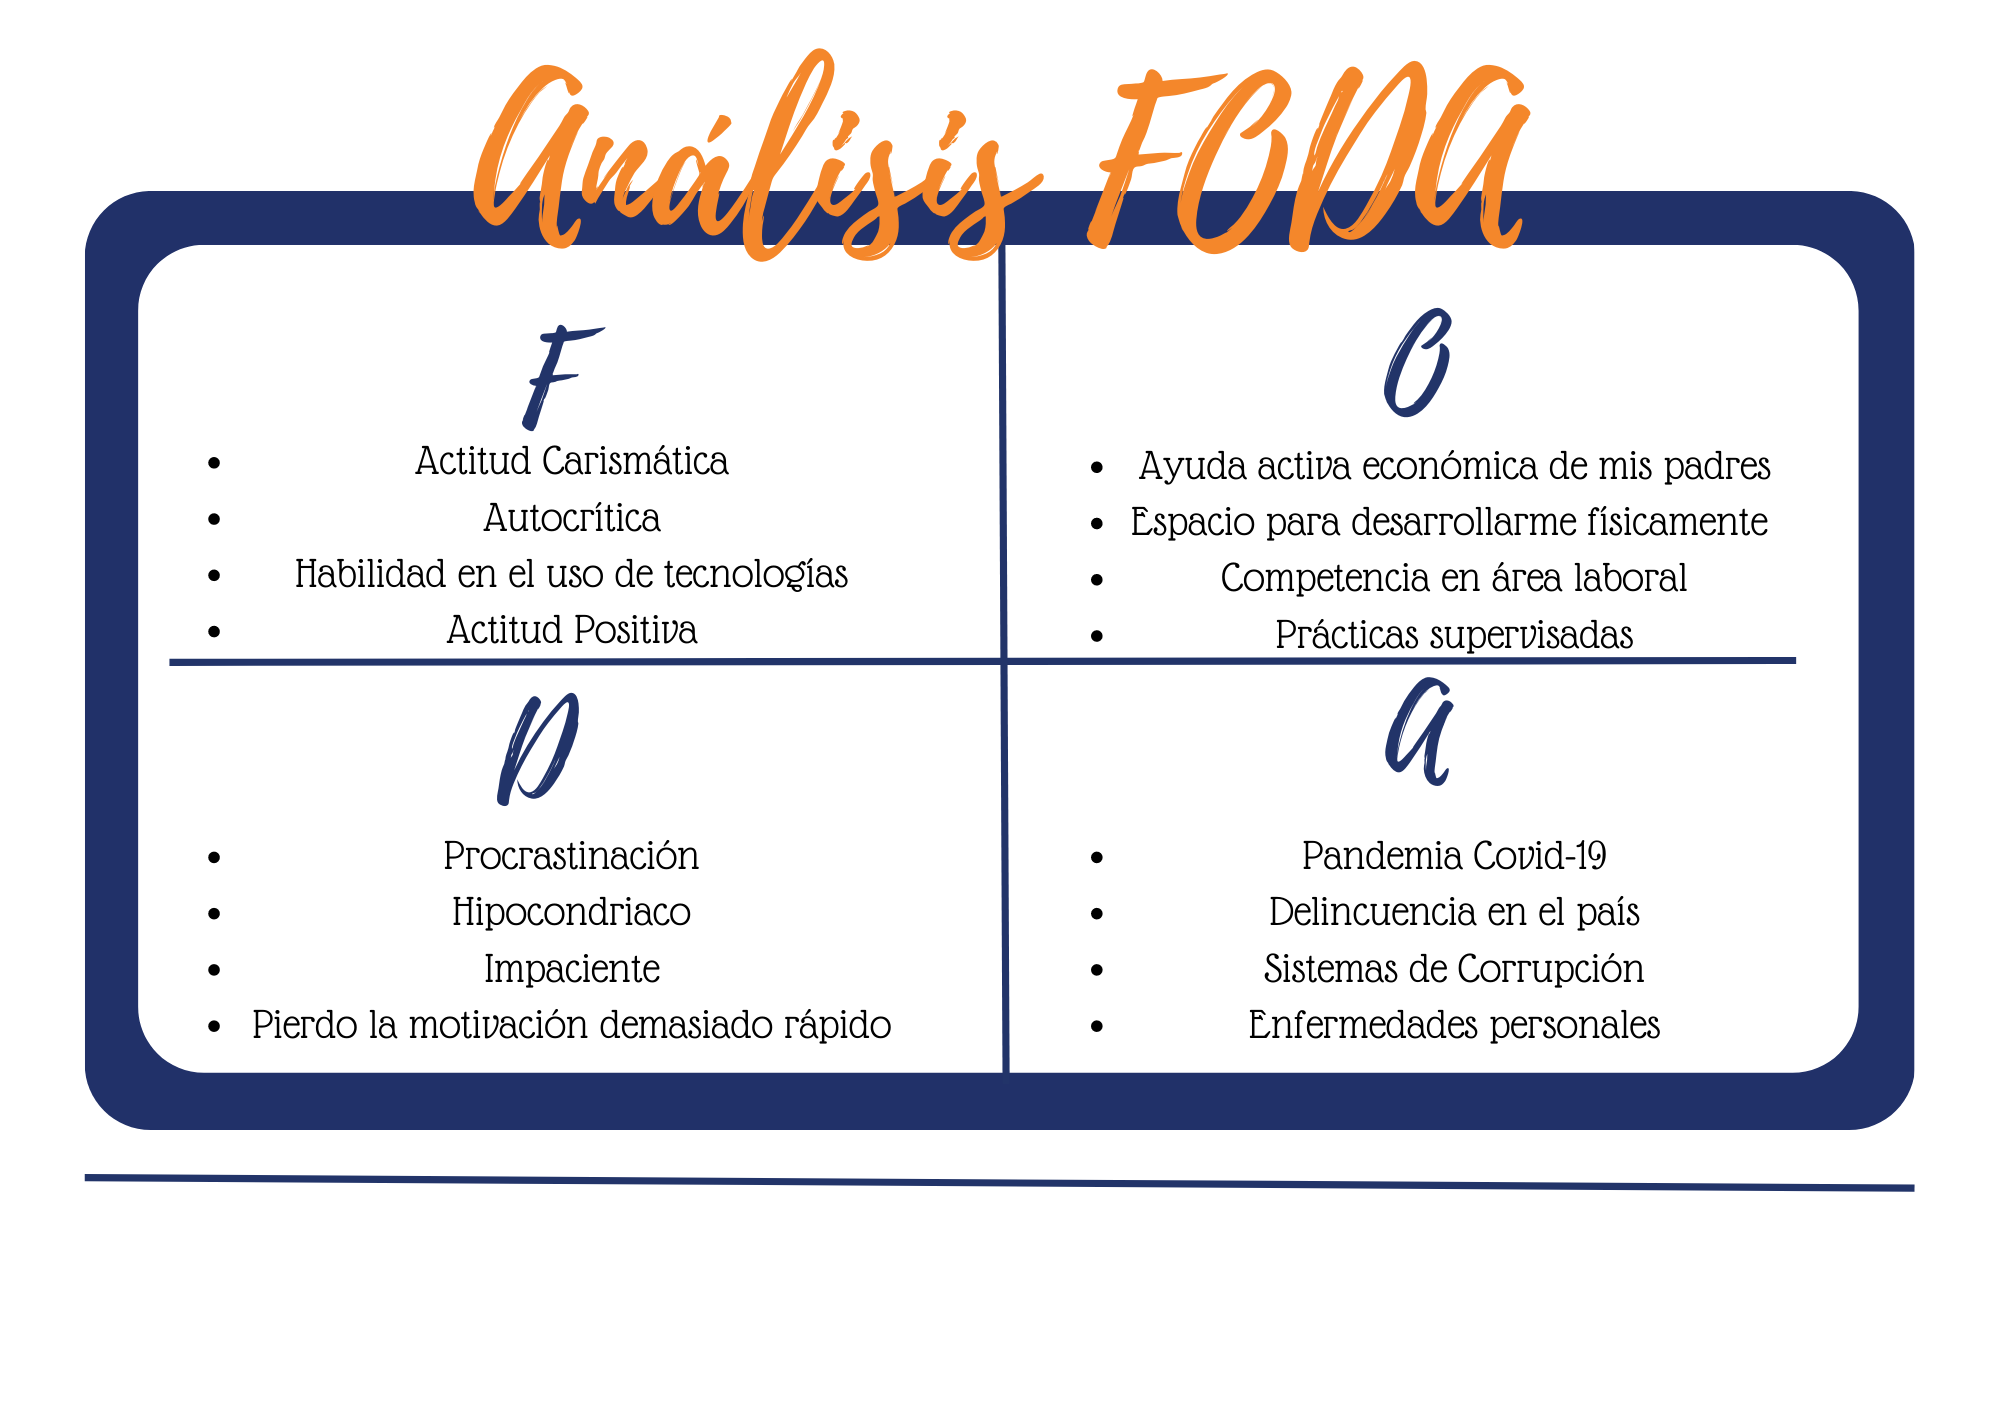 Análisis FODA
F
• Actitud Carismática
• Autocrítica
• Habilidad en el uso de tecnologías
• Actitud Positiva
O
• Ayuda activa económica de mis padres
• Espacio para desarrollarme físicamente
• Competencia en área laboral
• Prácticas supervisadas
D
• Procrastinación
• Hipocondriaco
• Impaciente
• Pierdo la motivación demasiado rápido
A
• Pandemia Covid-19
• Delincuencia en el país
• Sistemas de Corrupción
• Enfermedades personales